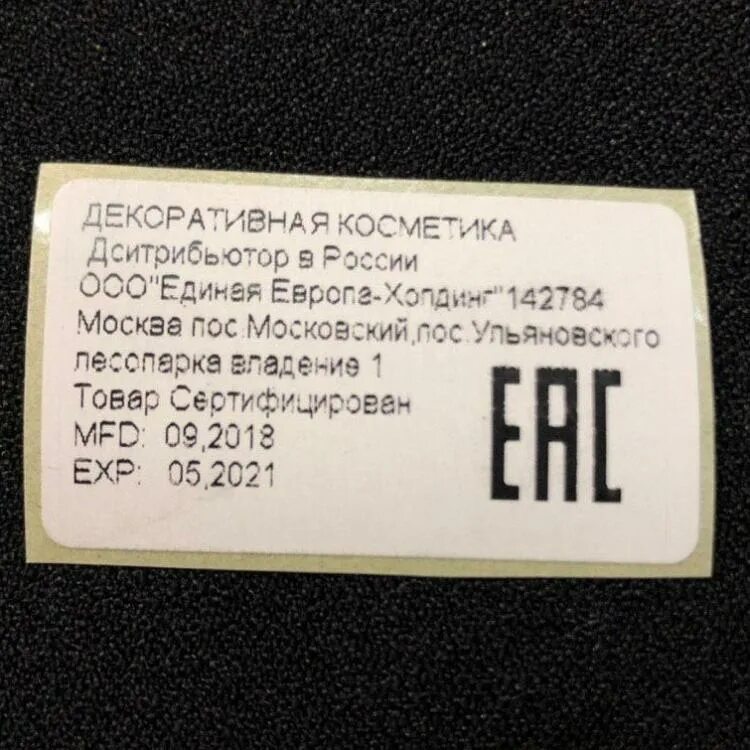 ДЕКОРАТИВНАЯ КОСМЕТИКА
Дситрибьютор в России
ООО"Единая Европа-Холдинг"142784
Москва пос.Московский,пос.Ульяновского
лесопарка владение 1
Товар Сертифицирован
MFD: 09,2018
EXP: 05,2021
EAC